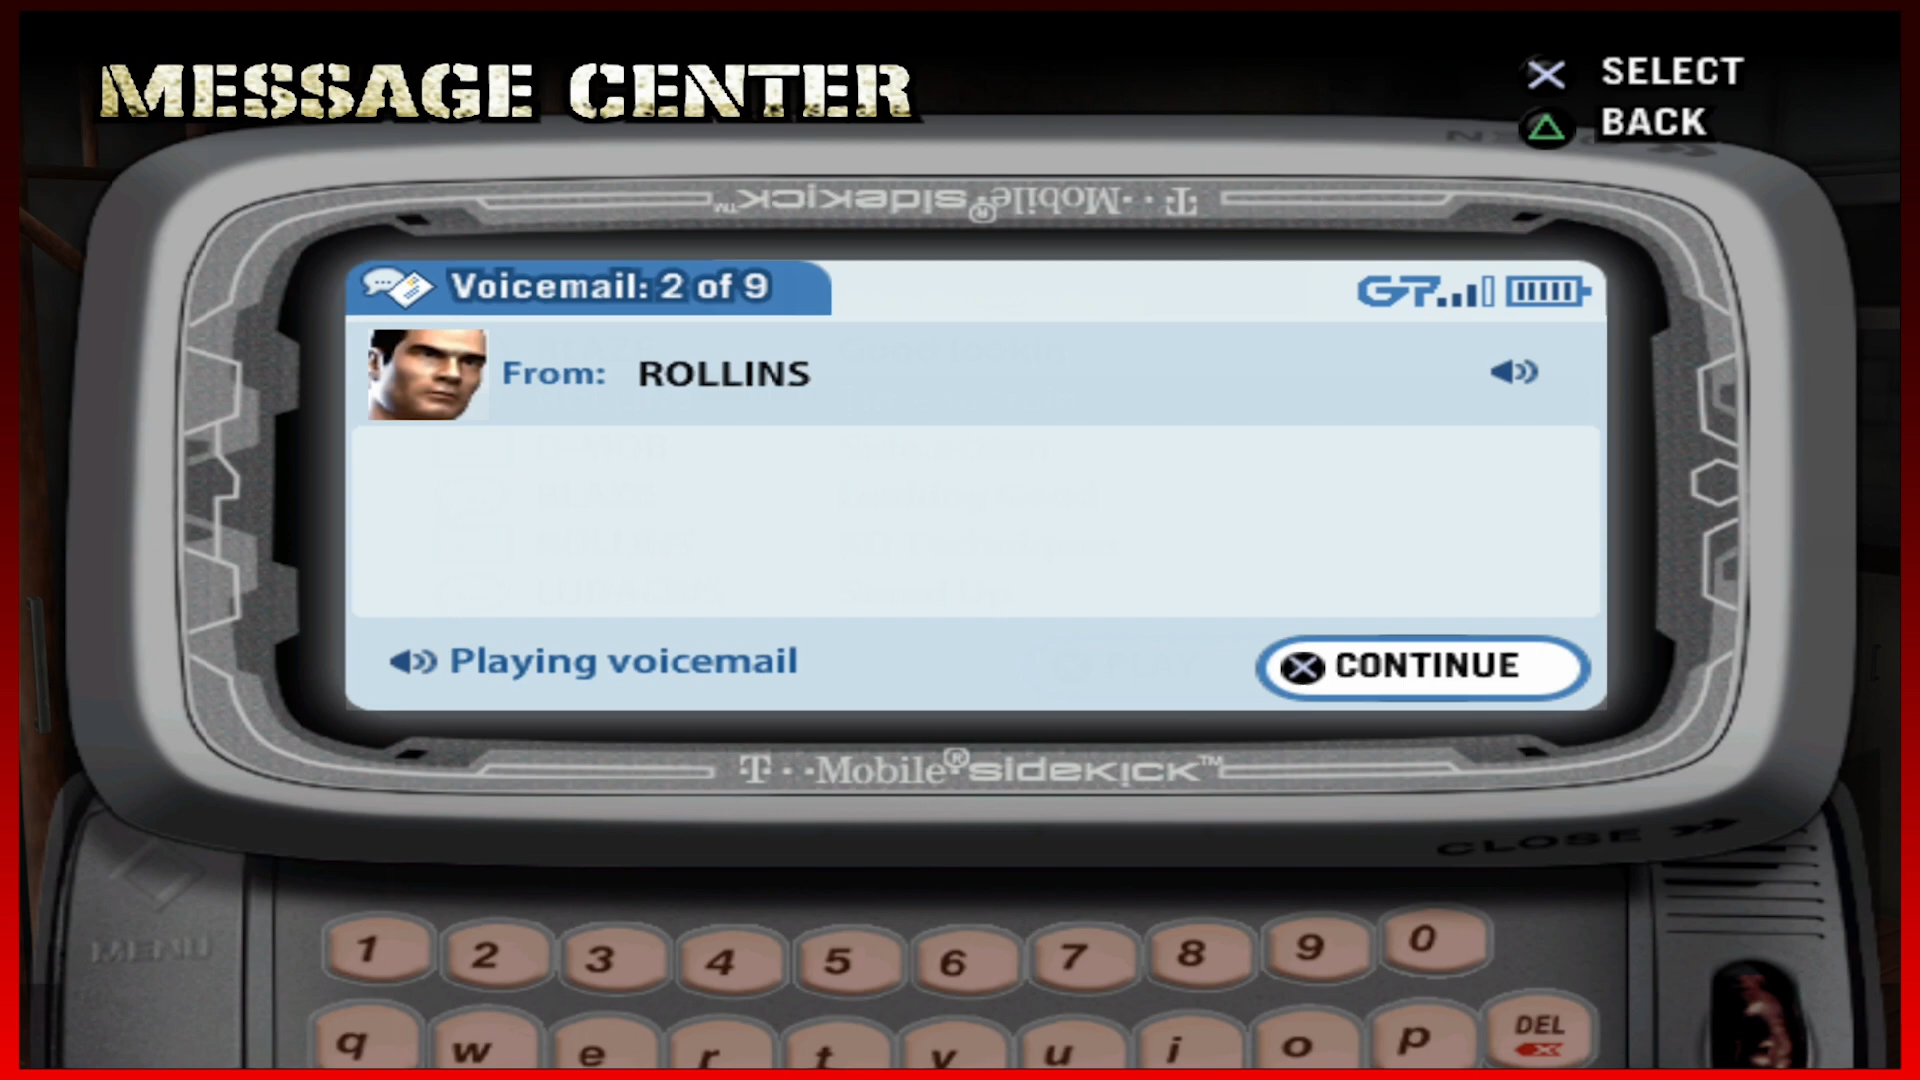 MESSAGE CENTER
SELECT
BACK
T··Mobile® sidekick™
Voicemail: 2 of 9
From: ROLLINS
Playing voicemail
CONTINUE
T··Mobile® sidekick™
CLOSE
MENU
1 2 3 4 5 6 7 8 9 0
q w e r t y u i o p DEL